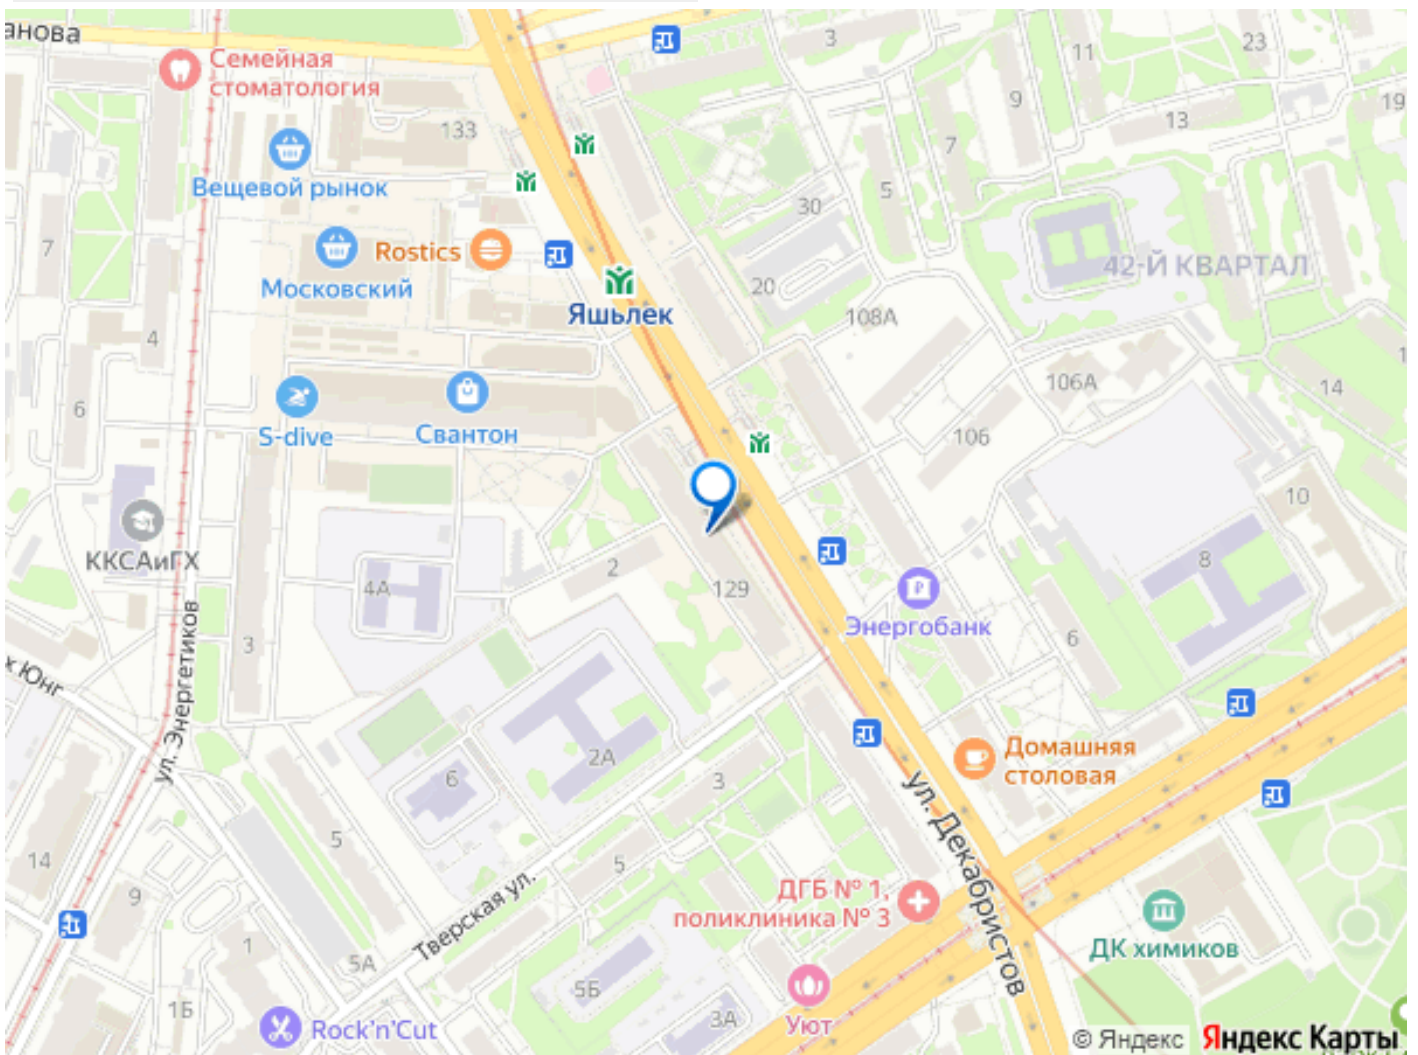 анова
3
11
23
Семейная
стоматология
9
19
133
13
7
Вещевой рынок
5
30
7
Rostics
42-Й КВАРТАЛ
Московский
20
Яшьлек
108А
4
106А
14
6
S-dive
Свантон
106
10
ККСАиГХ
2
8
4А
129
Энергобанк
6
3
х Юнг
ул. Энергетиков
2А
6
3
Домашняя
столовая
ул. Декабристов
5
14
5
9
ДГБ № 1,
поликлиника № 3
Тверская ул.
1
5А
ДК химиков
5Б
1Б
3А
Rock'n'Cut
Уют
© Яндекс
Яндекс Карты